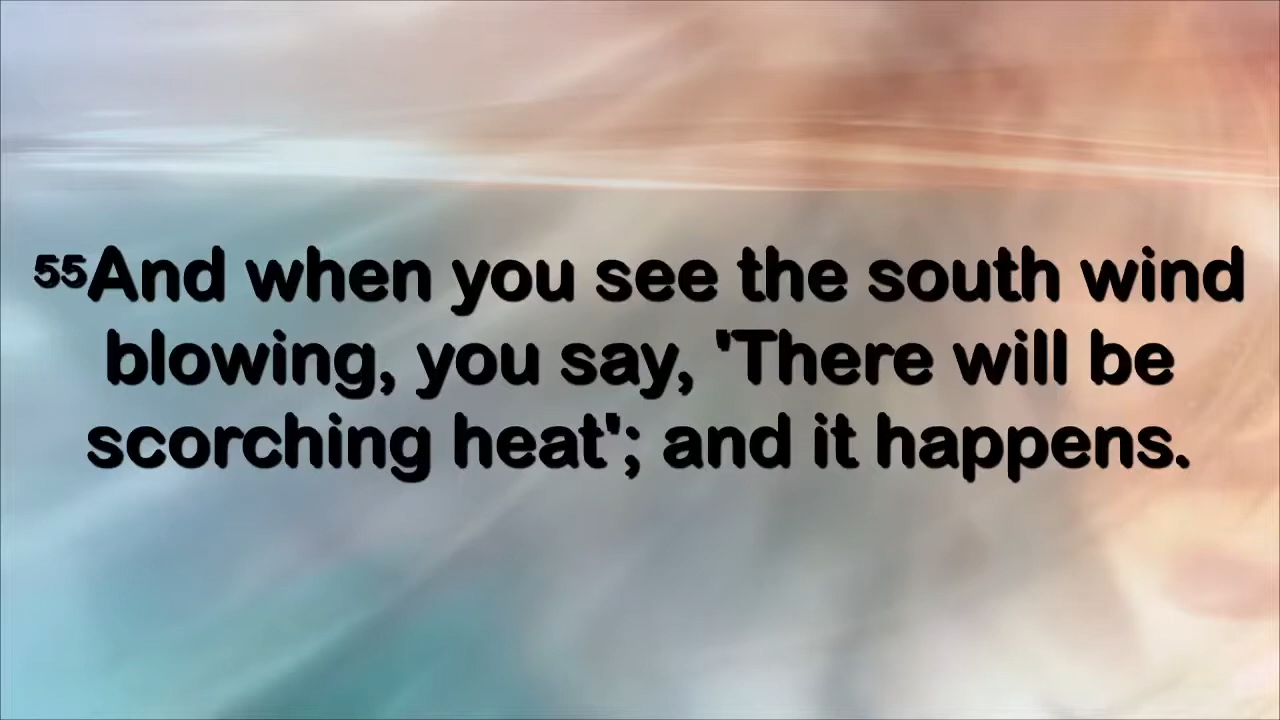 55And when you see the south wind
blowing, you say, 'There will be
scorching heat'; and it happens.